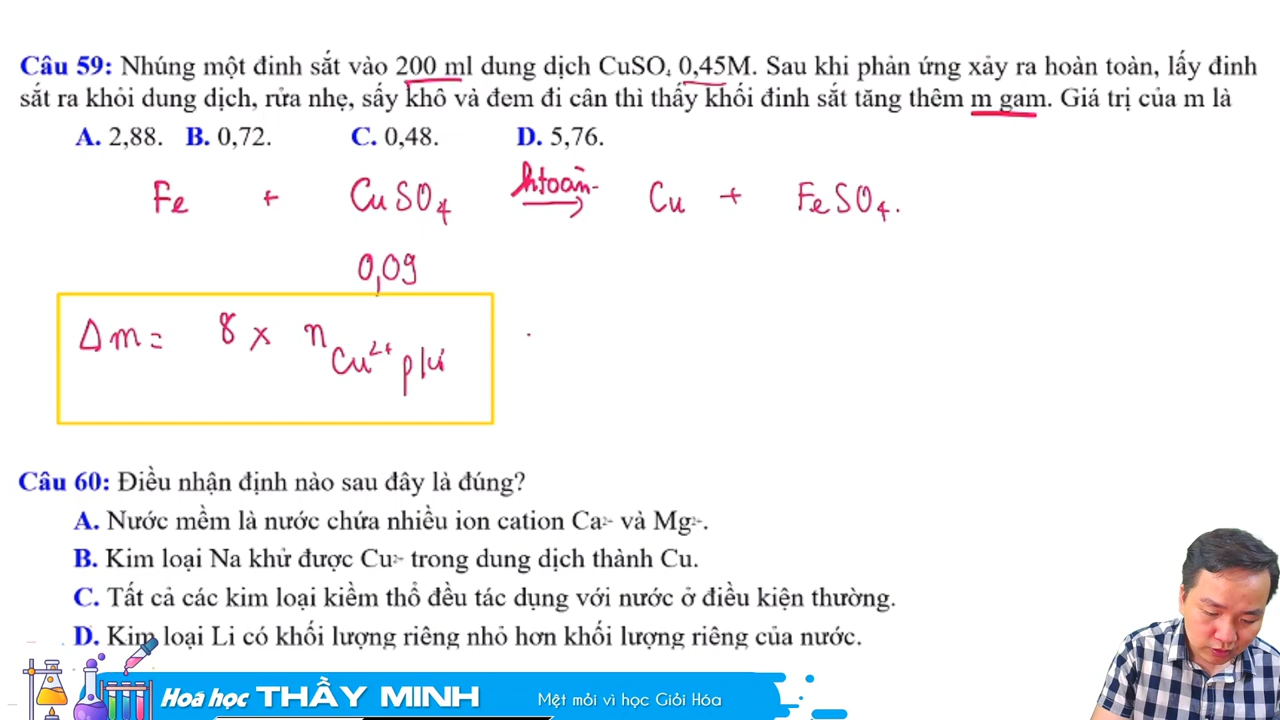 Câu 59: Nhúng một đinh sắt vào 200 ml dung dịch CuSO₄ 0,45M. Sau khi phản ứng xảy ra hoàn toàn, lấy đinh
sắt ra khỏi dung dịch, rửa nhẹ, sấy khô và đem đi cân thì thấy khối đinh sắt tăng thêm m gam. Giá trị của m là
A. 2,88. B. 0,72. C. 0,48. D. 5,76.
Fe + CuSO₄ htoàn → Cu + FeSO₄.
0,09
Δm = 8 x n Cu²⁺ pứ
Câu 60: Điều nhận định nào sau đây là đúng?
A. Nước mềm là nước chứa nhiều ion cation Ca²⁻ và Mg²⁻.
B. Kim loại Na khử được Cu²⁻ trong dung dịch thành Cu.
C. Tất cả các kim loại kiềm thổ đều tác dụng với nước ở điều kiện thường.
D. Kim loại Li có khối lượng riêng nhỏ hơn khối lượng riêng của nước.
Hoá học THẦY MINH Mệt mỏi vì học Giỏi Hóa